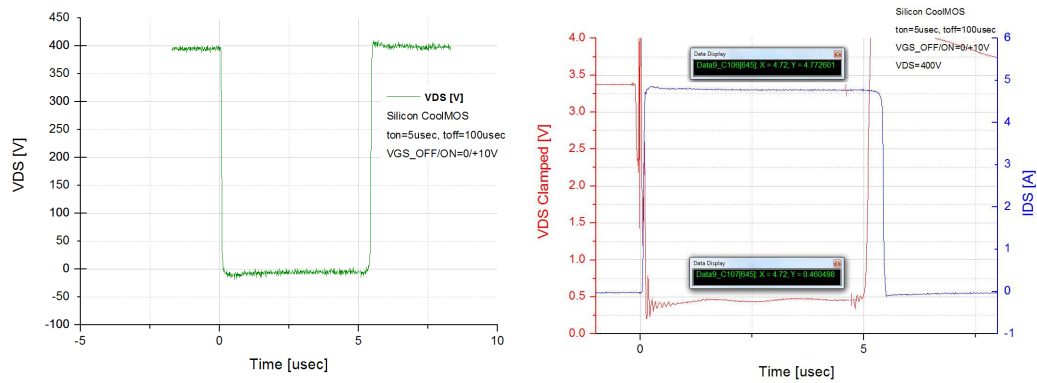 450
400
350
300
250
200
150
100
50
0
-50
-100
VDS [V]
-5
0
5
10
Time [usec]
VDS [V]
Silicon CoolMOS
ton=5usec, toff=100usec
VGS_OFF/ON=0/+10V
Silicon CoolMOS
ton=5usec, toff=100usec
VGS_OFF/ON=0/+10V
VDS=400V
4.0
3.5
3.0
2.5
2.0
1.5
1.0
0.5
0.0
VDS Clamped [V]
Data Display
Data9_C106[645]: X = 4.72; Y = 4.772601
Data Display
Data9_C107[645]: X = 4.72; Y = 0.460498
6
5
4
3
2
1
0
-1
IDS [A]
0
5
Time [usec]